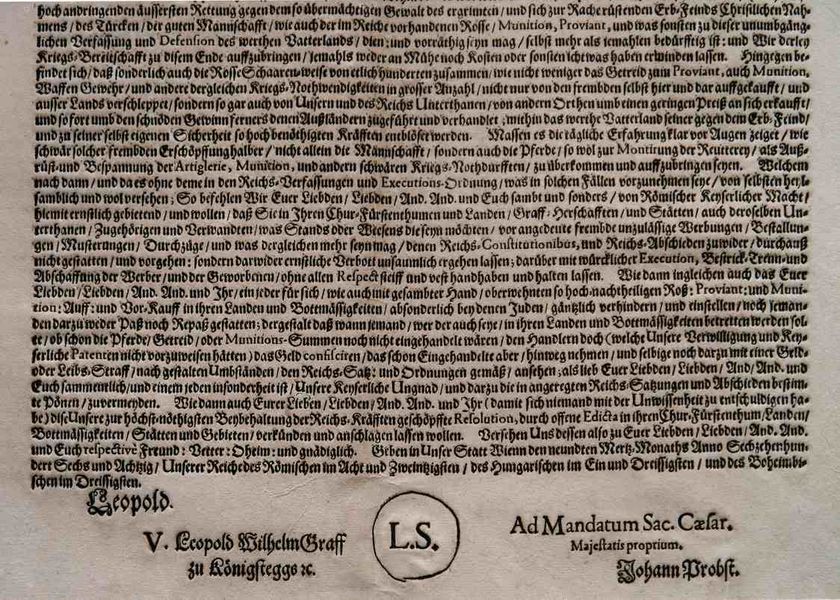 hoch andringenden äussersten Rettung gegen dem so übermächtigen Gewalt des ergrimten / und sich zur Rache rüstenden Erb-Feinds Christlichen Nah-
mens / des Türcken / der guten Mannschafft / wie auch der im Reiche vorhandenen Rosse / Munition, Proviant, und was sonsten zu dieser unumbgäng-
lichen Verfassung und Defension des werthen Vatterlands / dien: und vorräthig seyn mag / selbst mehr als jemahlen bedürfftig ist: und Wir derley
Kriegs-Bereitschafft zu disem Ende auffzubringen / jemahls weder an Mühe noch Kosten oder sonsten icht was haben erwinden lassen. Hingegen be-
findet sich / daß sonderlich auch die Rosse Schaaren-weise von etlich hunderten zusammen / wie nicht weniger das Getreid zum Proviant, auch Munition,
Waffen Gewehr / und andere dergleichen Kriegs-Nothwendigkeiten in grosser Anzahl / nicht nur von den frembden selbst hier und dar auffgekaufft / und
ausser Lands verschleppet / sondern so gar auch von Unsern und des Reichs Unterthanen / von andern Orthen umb einen geringen Preiß an sich erkaufft /
und so fort umb den schnöden Gewinn ferners denen Außländern zugeführt und verhandlet / mithin das werthe Vatterland seiner gegen dem Erb-Feind /
und zu seiner selbst eigenen Sicherheit so hoch benöthigten Kräfften entblöset werden. Massen es die tägliche Erfahrung klar vor Augen zeiget / wie
schwär solcher frembden Erschöpffung halber / nicht allein die Mannschafft / sondern auch die Pferde / so wol zur Montirung der Reuterey / als Auß-
rüst- und Bespannung der Artiglerie, Munition, und andern schwären Kriegs-Nothdurfften / zu überkommen und auffzubringen seyen. Welchem
nach dann / und da es ohne deme in den Reichs-Verfassungen und Executions-Ordnung / was in solchen Fällen vorzunehmen seye / von selbsten heyl-
samblich und wol versehen; So befehlen Wir Euer Liebden / Liebden / And. And. und Euch sambt und sonders / von Römischer Keyserlicher Macht /
hiemit ernstlich gebietend / und wollen / daß Sie in Ihren Chur-Fürstenthumen und Landen / Graff- Herschafften / und Stätten / auch deroselben Un-
terthanen / Zugehörigen und Verwandten / was Stands oder Wesens die seyn möchten / vor angedeute frembde unzuläßige Werbungen / Bestallun-
gen / Musterungen / Durchzüge / und was dergleichen mehr seyn mag / denen Reichs-Constitutionibus, und Reichs-Abschieden zu wider / durchauß
nicht gestatten / und vorgehen: sondern darwider ernstliche Verbott unsaumlich ergehen lassen; darüber mit würcklicher Execution, Bestrick- Trenn- und
Abschaffung der Werber / und der Geworbenen / ohne allen Respect steiff und vest handhaben und halten lassen. Wie dann ingleichen auch das Euer
Liebden / Liebden / And. And. und Ihr / ein jeder für sich / wie auch mit gesambter Hand / oberwehnten so hoch-nachtheiligen Roß: Proviant: und Muni-
tion: Auff: und Vor-Kauff in ihren Landen und Bottmässigkeiten / absonderlich bey denen Juden / gäntzlich verhindern / und einstellen / noch jeman-
den darzu weder Paß noch Repaß gestatten; dergestalt daß wann jemand / wer der auch seye / in ihren Landen und Bottmässigkeiten betretten werden sol-
te / ob schon die Pferde / Getreid / oder Munitions-Summen noch nicht eingehandelt wären / den Handlern doch (welche Unsere Verwilligung und Key-
serliche Patenten nicht vorzuweisen hätten) das Geld confisciren / das schon Eingehandelte aber / hinweg nehmen / und selbige noch darzu mit einer Geld-
oder Leibs-Straff / nach gestalten Umbständen / den Reichs-Satz: und Ordnungen gemäß / ansehen; als lieb Euer Liebden / Liebden / And. And. und
Euch sammentlich / und einem jeden insonderheit ist / Unsere Keyserliche Ungnad / und darzu die in angeregten Reichs-Satzungen und Abschieden bestim-
te Pönen / zu vermeyden. Wie dann auch Eurer Liebden / Liebden / And. And. und Ihr (damit sich niemand mit der Unwissenheit zu entschuldigen ha-
be) dise Unsere zur höchst-nöthigsten Beybehaltung der Reichs-Kräfften geschöpffte Resolution, durch offene Edicta in ihren Chur-Fürstenthum / Landen /
Bottmässigkeiten / Stätten und Gebieten / verkünden und anschlagen lassen wollen. Versehen Uns dessen also zu Euer Liebden / Liebden / And. And.
und Euch respectivè Freund: Vetter: Oheim: und gnädiglich. Geben in Unser Statt Wienn den neundten Mertz-Monaths Anno Sechzehenhun-
dert Sechs und Achtzig / Unserer Reiche des Römischen im Acht und Zweintzigsten / des Hungarischen im Ein und Dreissigsten / und des Boheimbi-
schen im Dreissigsten.
Leopold.
V. Leopold Wilhelm Graff
zu Königsteggs ꝛc.
L.S.
Ad Mandatum Sac. Cæsar.
Majestatis proprium.
Johann Probst.